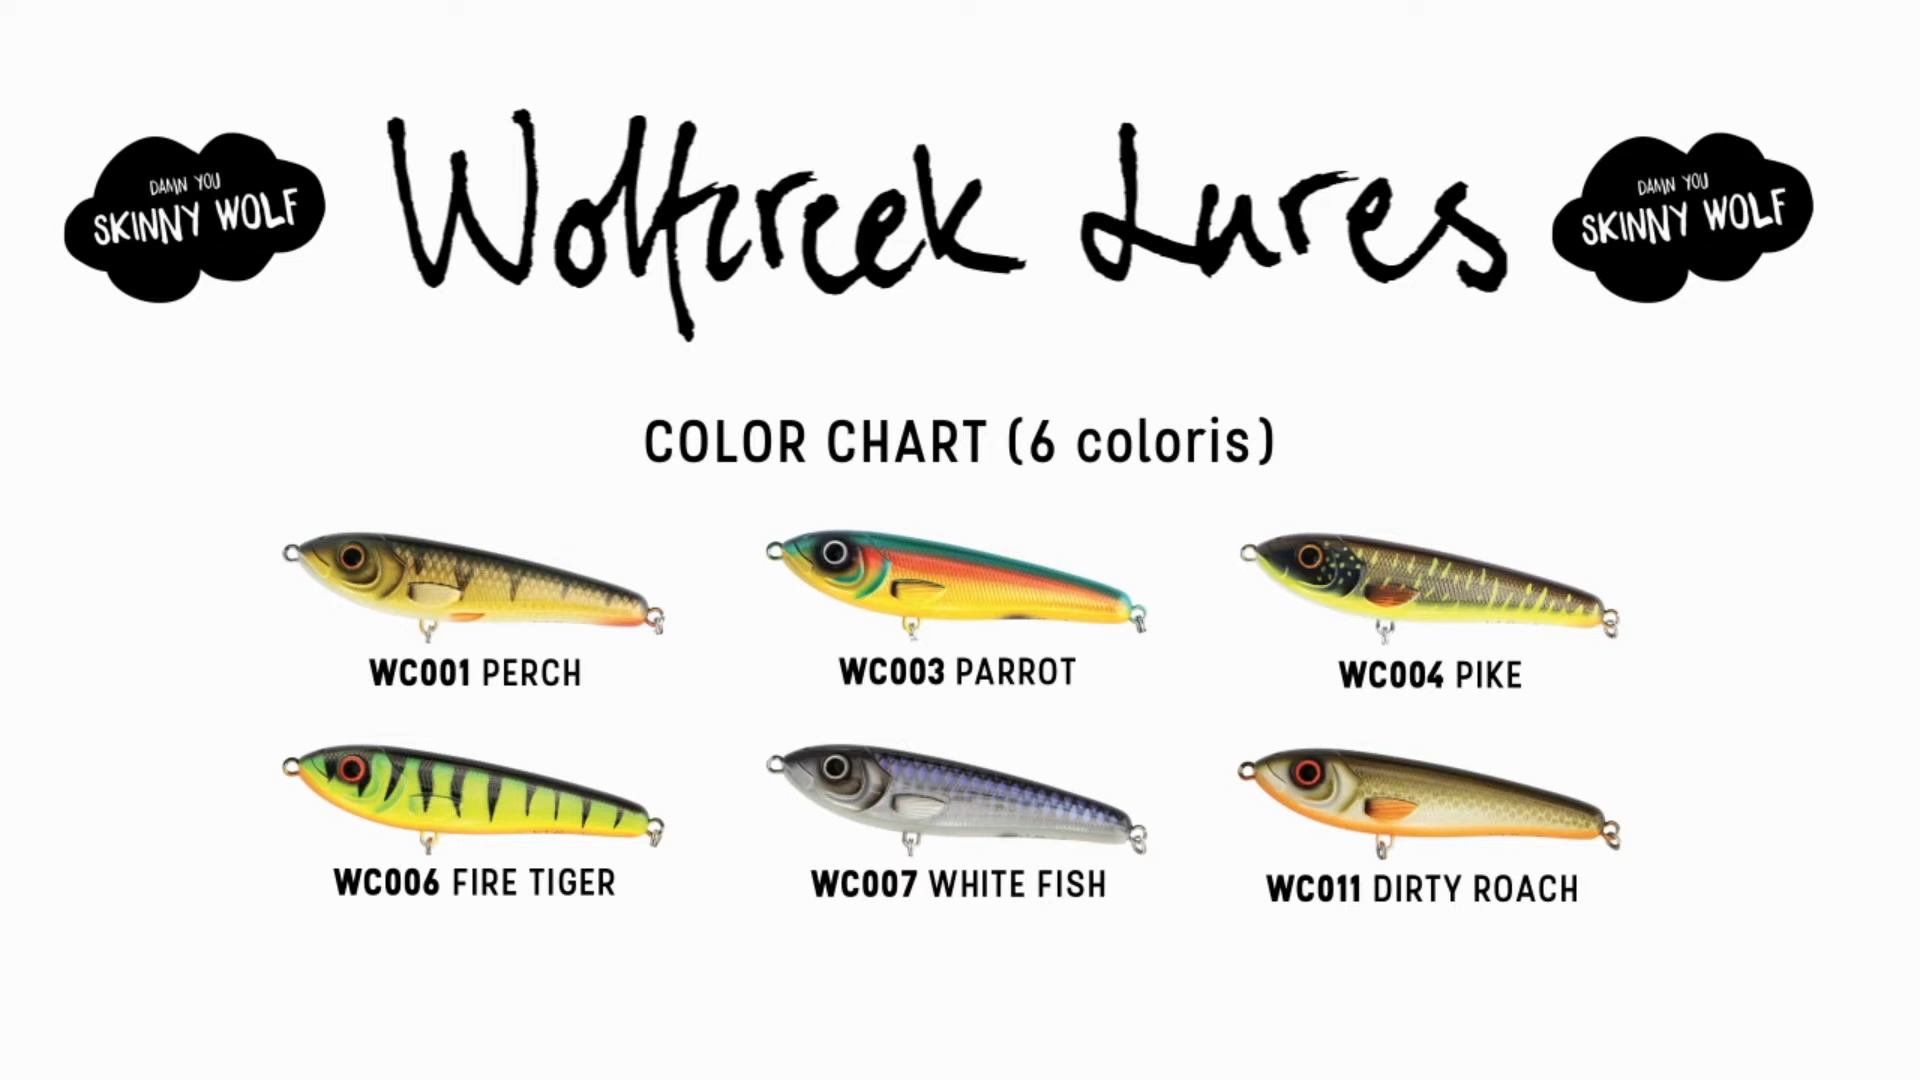 DAMN YOU
SKINNY WOLF
Wolfcreek Lures
DAMN YOU
SKINNY WOLF
COLOR CHART (6 coloris)
WC001 PERCH
WC003 PARROT
WC004 PIKE
WC006 FIRE TIGER
WC007 WHITE FISH
WC011 DIRTY ROACH